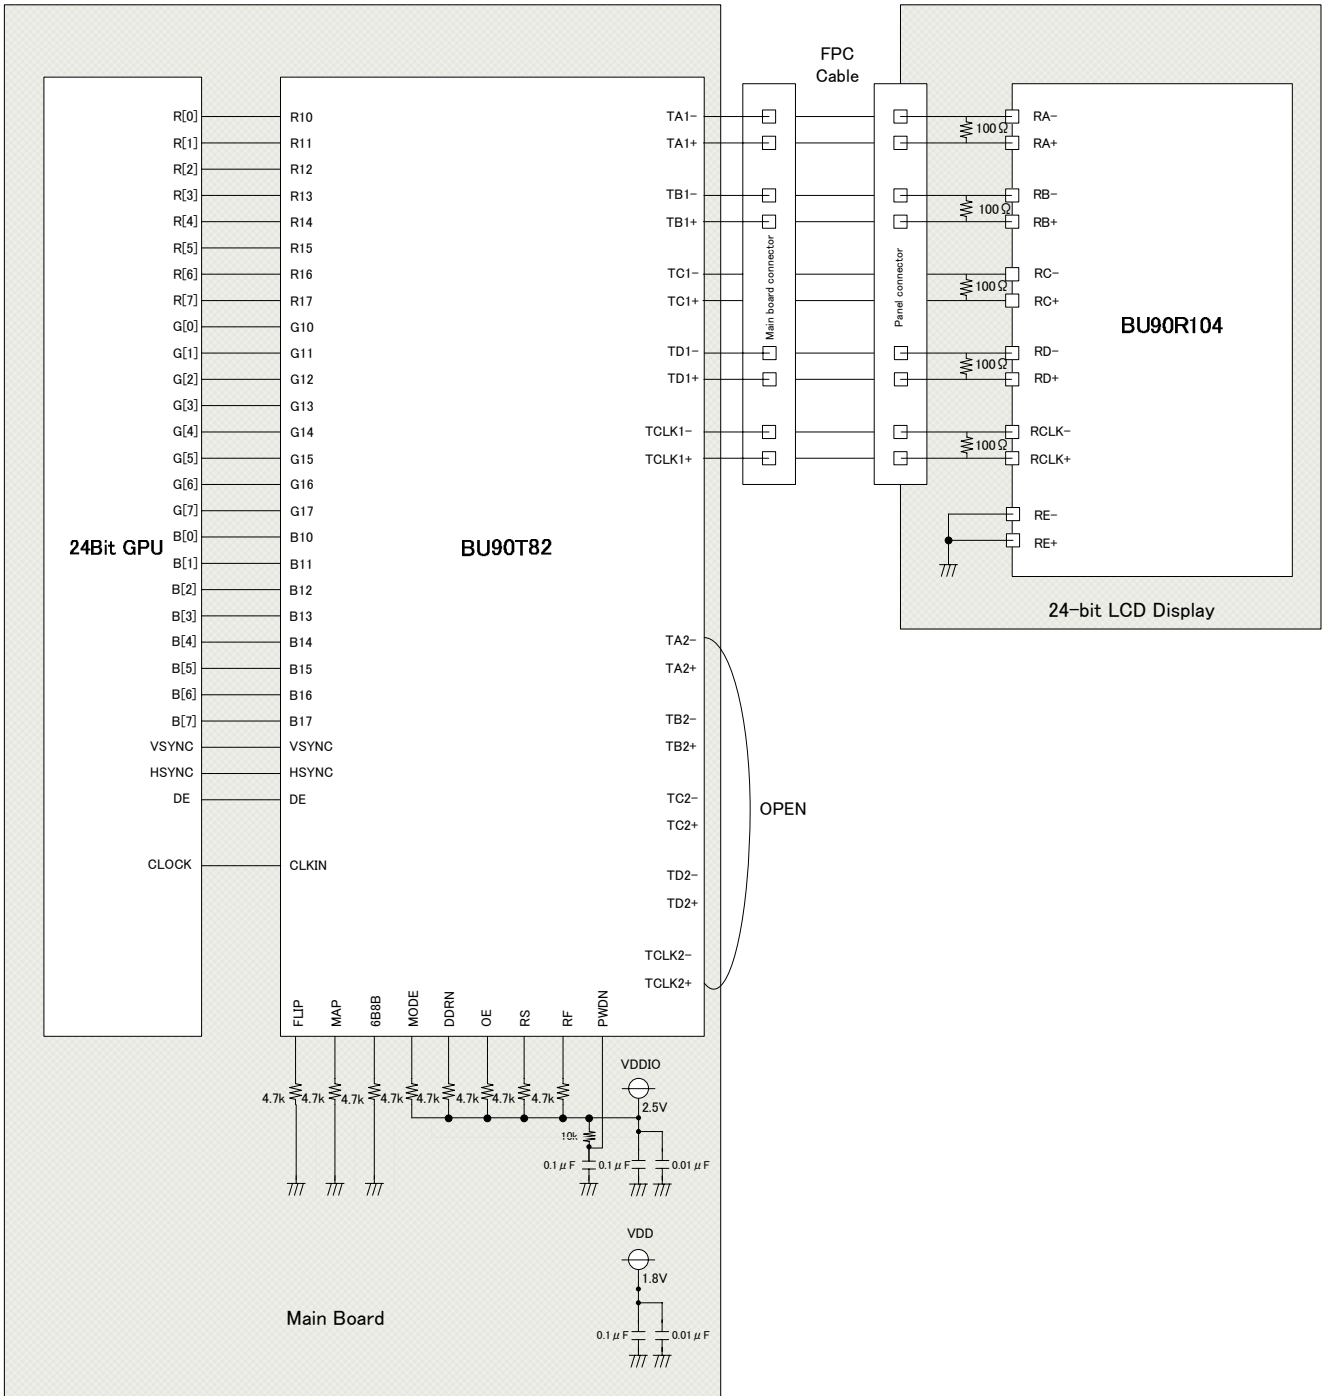 FPC
Cable
R[0] R10 TA1- 100Ω RA-
R[1] R11 TA1+ RA+
R[2] R12
R[3] R13 TB1- 100Ω RB-
R[4] R14 TB1+ RB+
R[5] R15
R[6] R16 TC1- 100Ω RC-
R[7] R17 TC1+ RC+
G[0] G10
G[1] G11 TD1- 100Ω RD-
G[2] G12 TD1+ RD+
G[3] G13
G[4] G14 TCLK1- 100Ω RCLK-
G[5] G15 TCLK1+ RCLK+
G[6] G16
G[7] G17 RE-
B[0] B10 RE+
B[1] B11
B[2] B12
B[3] B13
B[4] B14 TA2-
B[5] B15 TA2+
B[6] B16
B[7] B17 TB2-
VSYNC VSYNC TB2+
HSYNC HSYNC
DE DE TC2-
TC2+
CLOCK CLKIN TD2-
TD2+
TCLK2-
TCLK2+
Main board connector
Panel connector
BU90R104
24-bit LCD Display
24Bit GPU
BU90T82
OPEN
FLIP MAP 6B8B MODE DDRN OE RS RF PWDN
4.7k 4.7k 4.7k 4.7k 4.7k 4.7k 4.7k 4.7k
VDDIO
2.5V
10k
0.1μF 0.1μF 0.01μF
VDD
1.8V
0.1μF 0.01μF
Main Board